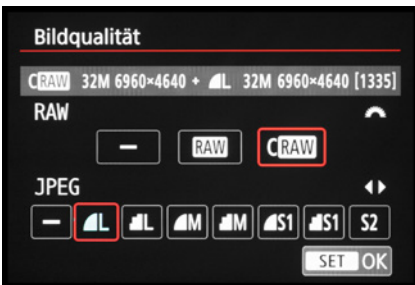 Bildqualität
CRAW 32M 6960×4640 + L 32M 6960×4640 [1335]
RAW
RAW CRAW
JPEG
L L M M S1 S1 S2
SET OK